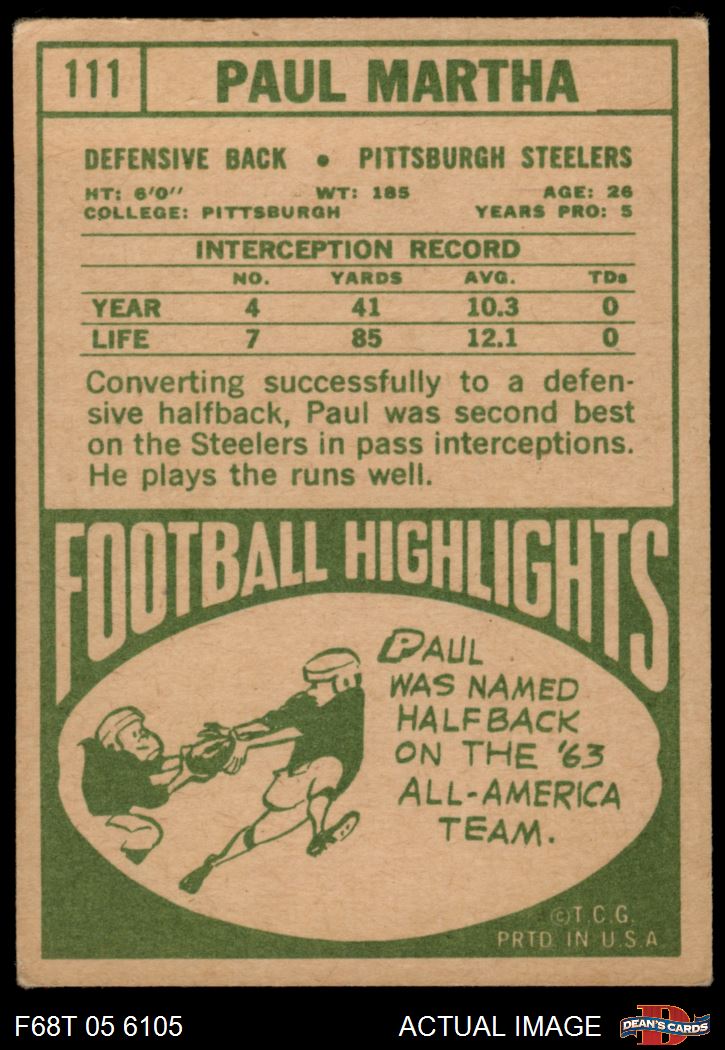 111 PAUL MARTHA
DEFENSIVE BACK • PITTSBURGH STEELERS
HT: 6'0'' WT: 185 AGE: 26
COLLEGE: PITTSBURGH YEARS PRO: 5
INTERCEPTION RECORD
NO. YARDS AVG. TDs
YEAR 4 41 10.3 0
LIFE 7 85 12.1 0
Converting successfully to a defen-
sive halfback, Paul was second best
on the Steelers in pass interceptions.
He plays the runs well.
FOOTBALL HIGHLIGHTS
PAUL
WAS NAMED
HALFBACK
ON THE '63
ALL-AMERICA
TEAM.
©T.C.G.
PRTD. IN U.S.A.
F68T 05 6105 ACTUAL IMAGE DEAN'S CARDS